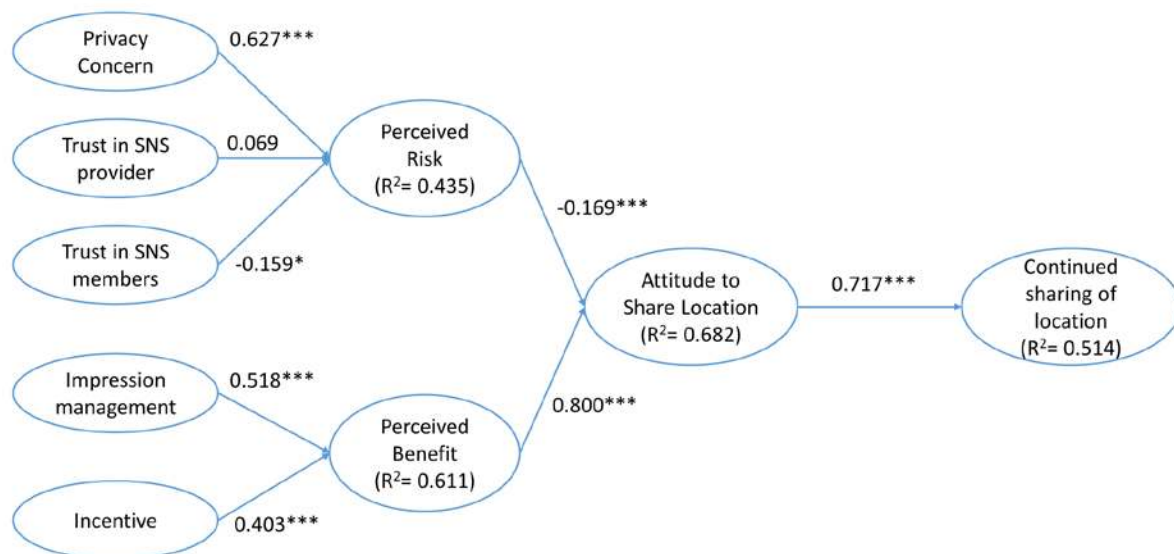 Privacy
Concern
0.627***
Trust in SNS
provider
0.069
Trust in SNS
members
-0.159*
Perceived
Risk
(R²= 0.435)
-0.169***
Impression
management
0.518***
Incentive
0.403***
Perceived
Benefit
(R²= 0.611)
0.800***
Attitude to
Share Location
(R²= 0.682)
0.717***
Continued
sharing of
location
(R²= 0.514)